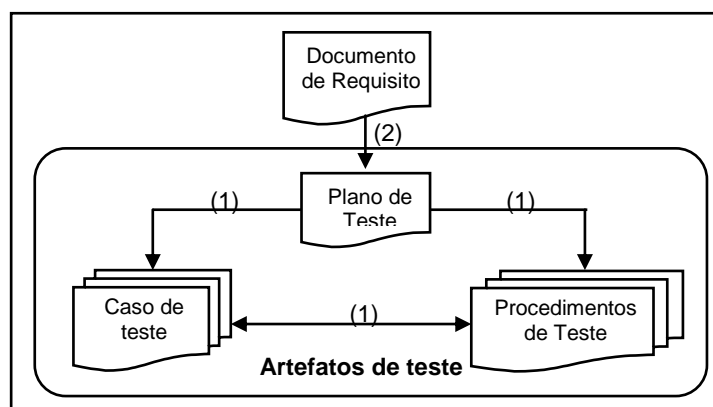 Documento
de Requisito
(2)
Plano de
Teste
(1)
(1)
Caso de
teste
(1)
Procedimentos
de Teste
Artefatos de teste